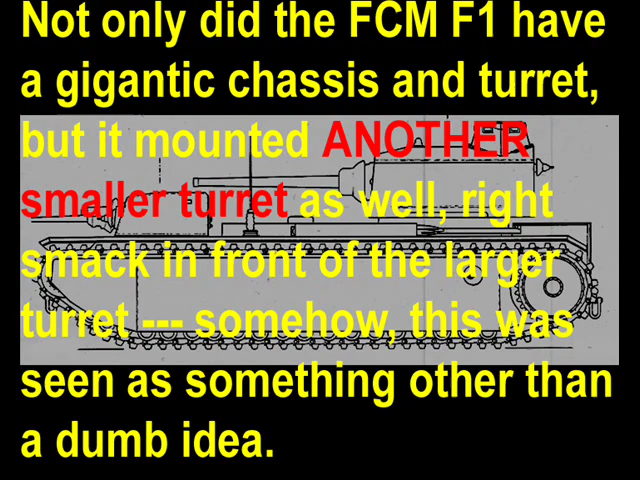 Not only did the FCM F1 have
a gigantic chassis and turret,
but it mounted ANOTHER
smaller turret as well, right
smack in front of the larger
turret --- somehow, this was
seen as something other than
a dumb idea.